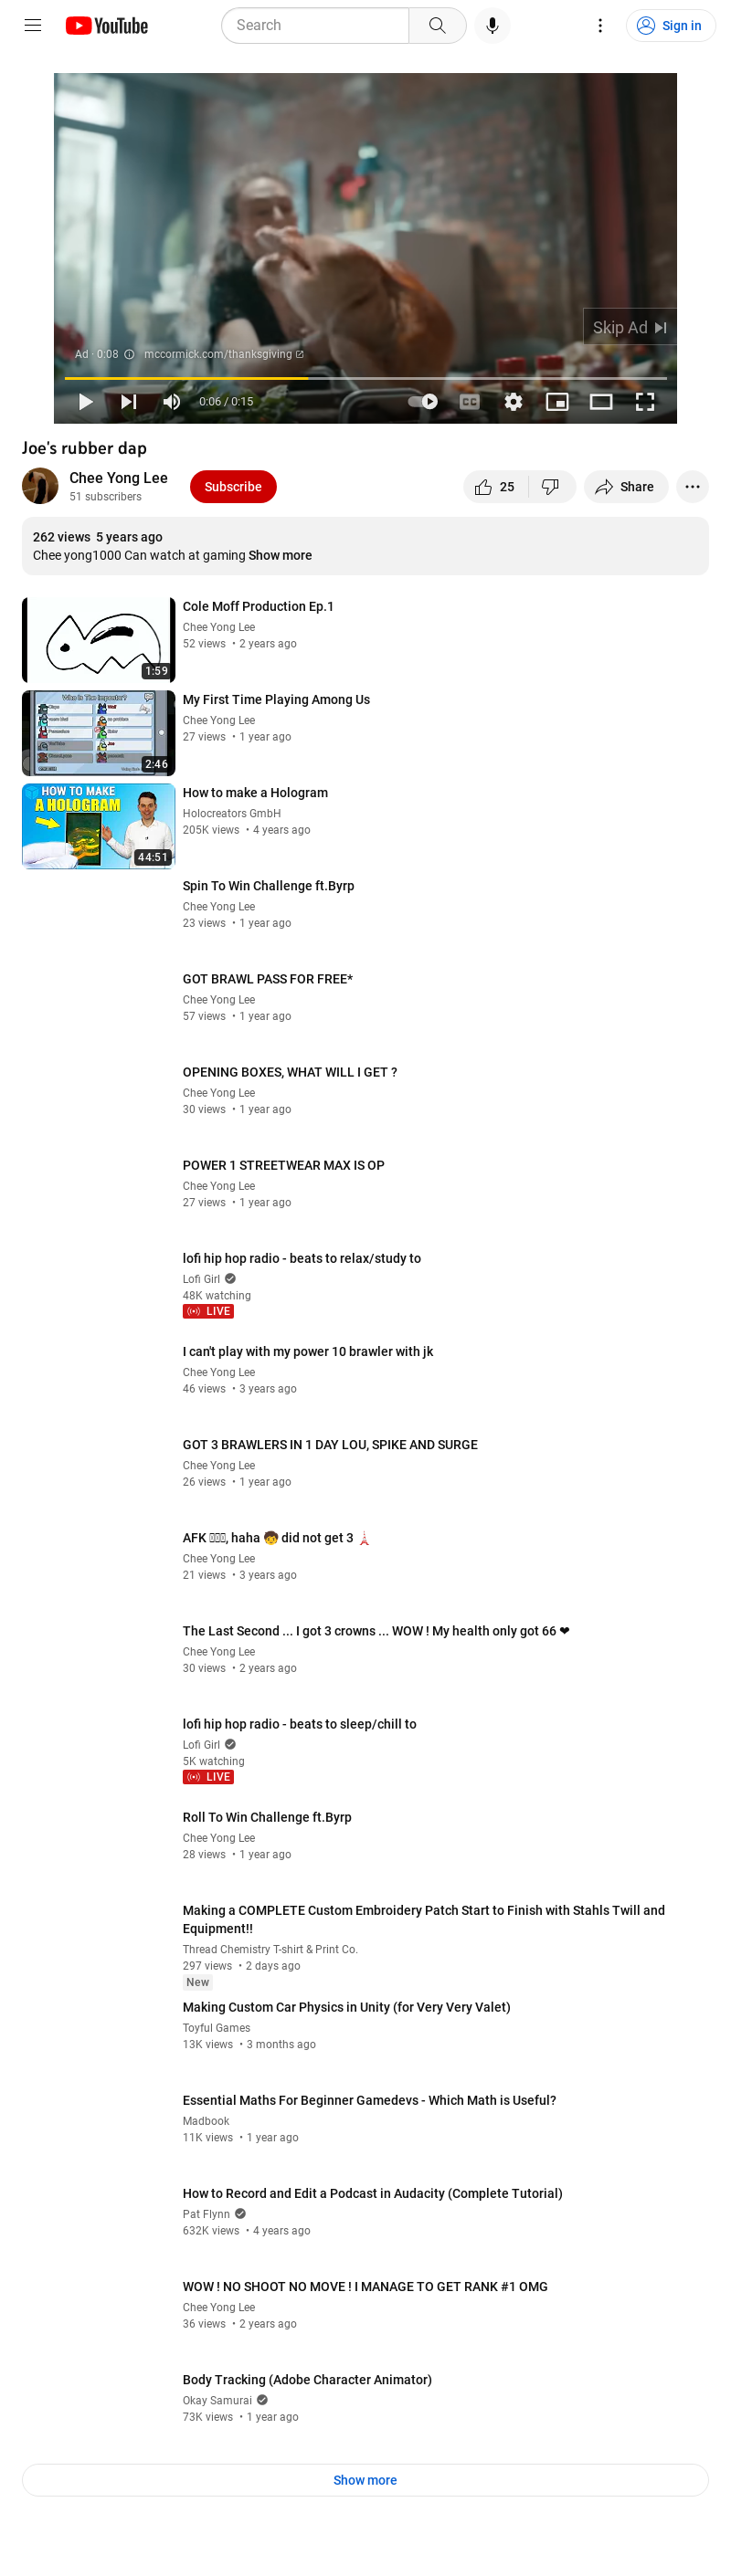 YouTube
Search
Sign in
Skip Ad
Ad · 0:08 mccormick.com/thanksgiving
0:06 / 0:15
CC
Joe's rubber dap
Chee Yong Lee
51 subscribers
Subscribe
25
Share
262 views 5 years ago
Chee yong1000 Can watch at gaming Show more
Cole Moff Production Ep.1
Chee Yong Lee
52 views • 2 years ago
1:59
My First Time Playing Among Us
Chee Yong Lee
27 views • 1 year ago
Who Is The Impostor?
2:46
How to make a Hologram
Holocreators GmbH
205K views • 4 years ago
HOW TO MAKE
A HOLOGRAM
44:51
Spin To Win Challenge ft.Byrp
Chee Yong Lee
23 views • 1 year ago
GOT BRAWL PASS FOR FREE*
Chee Yong Lee
57 views • 1 year ago
OPENING BOXES, WHAT WILL I GET ?
Chee Yong Lee
30 views • 1 year ago
POWER 1 STREETWEAR MAX IS OP
Chee Yong Lee
27 views • 1 year ago
lofi hip hop radio - beats to relax/study to
Lofi Girl
48K watching
LIVE
I can't play with my power 10 brawler with jk
Chee Yong Lee
46 views • 3 years ago
GOT 3 BRAWLERS IN 1 DAY LOU, SPIKE AND SURGE
Chee Yong Lee
26 views • 1 year ago
AFK , haha 🧒 did not get 3 🗼
Chee Yong Lee
21 views • 3 years ago
The Last Second ... I got 3 crowns ... WOW ! My health only got 66 ❤
Chee Yong Lee
30 views • 2 years ago
lofi hip hop radio - beats to sleep/chill to
Lofi Girl
5K watching
LIVE
Roll To Win Challenge ft.Byrp
Chee Yong Lee
28 views • 1 year ago
Making a COMPLETE Custom Embroidery Patch Start to Finish with Stahls Twill and
Equipment!!
Thread Chemistry T-shirt & Print Co.
297 views • 2 days ago
New
Making Custom Car Physics in Unity (for Very Very Valet)
Toyful Games
13K views • 3 months ago
Essential Maths For Beginner Gamedevs - Which Math is Useful?
Madbook
11K views • 1 year ago
How to Record and Edit a Podcast in Audacity (Complete Tutorial)
Pat Flynn
632K views • 4 years ago
WOW ! NO SHOOT NO MOVE ! I MANAGE TO GET RANK #1 OMG
Chee Yong Lee
36 views • 2 years ago
Body Tracking (Adobe Character Animator)
Okay Samurai
73K views • 1 year ago
Show more